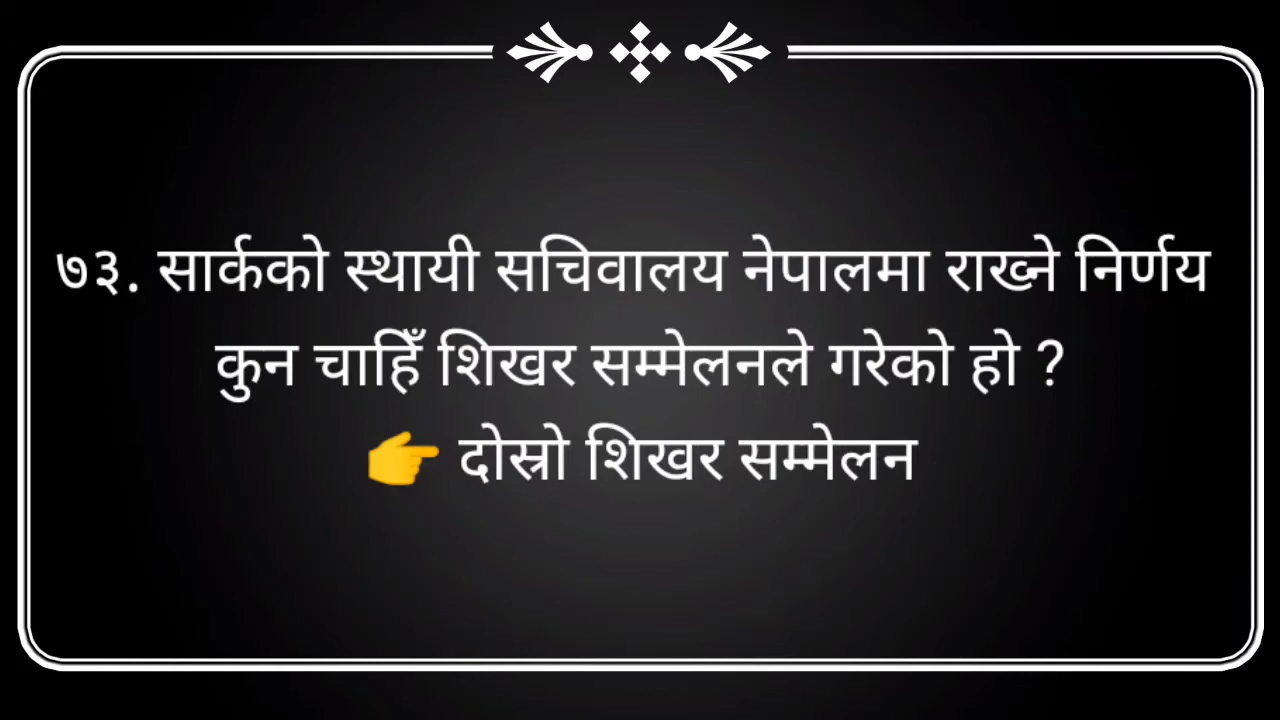 ७३. सार्कको स्थायी सचिवालय नेपालमा राख्ने निर्णय
कुन चाहिँ शिखर सम्मेलनले गरेको हो ?
👉 दोस्रो शिखर सम्मेलन